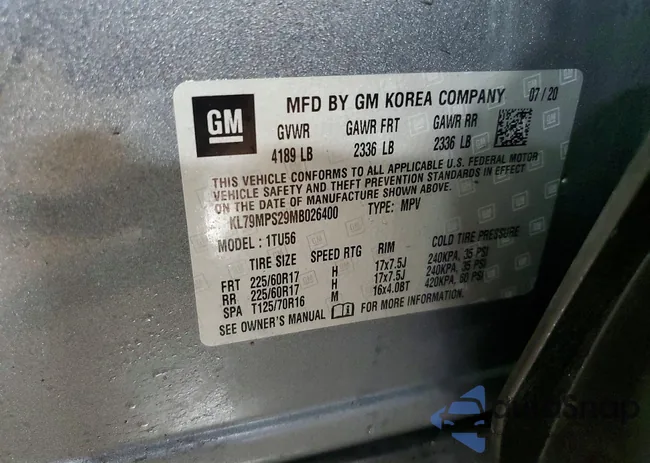 GM
MFD BY GM KOREA COMPANY 07/20
GVWR GAWR FRT GAWR RR
4189 LB 2336 LB 2336 LB
THIS VEHICLE CONFORMS TO ALL APPLICABLE U.S. FEDERAL MOTOR
VEHICLE SAFETY AND THEFT PREVENTION STANDARDS IN EFFECT
ON THE DATE OF MANUFACTURE SHOWN ABOVE.
KL79MPS29MB026400 TYPE: MPV
MODEL : 1TU56
TIRE SIZE SPEED RTG RIM COLD TIRE PRESSURE
FRT 225/60R17 H 17x7.5J 240KPA, 35 PSI
RR 225/60R17 H 17x7.5J 240KPA, 35 PSI
SPA T125/70R16 M 16x4.0BT 420KPA, 60 PSI
SEE OWNER'S MANUAL FOR MORE INFORMATION.
autoSnap